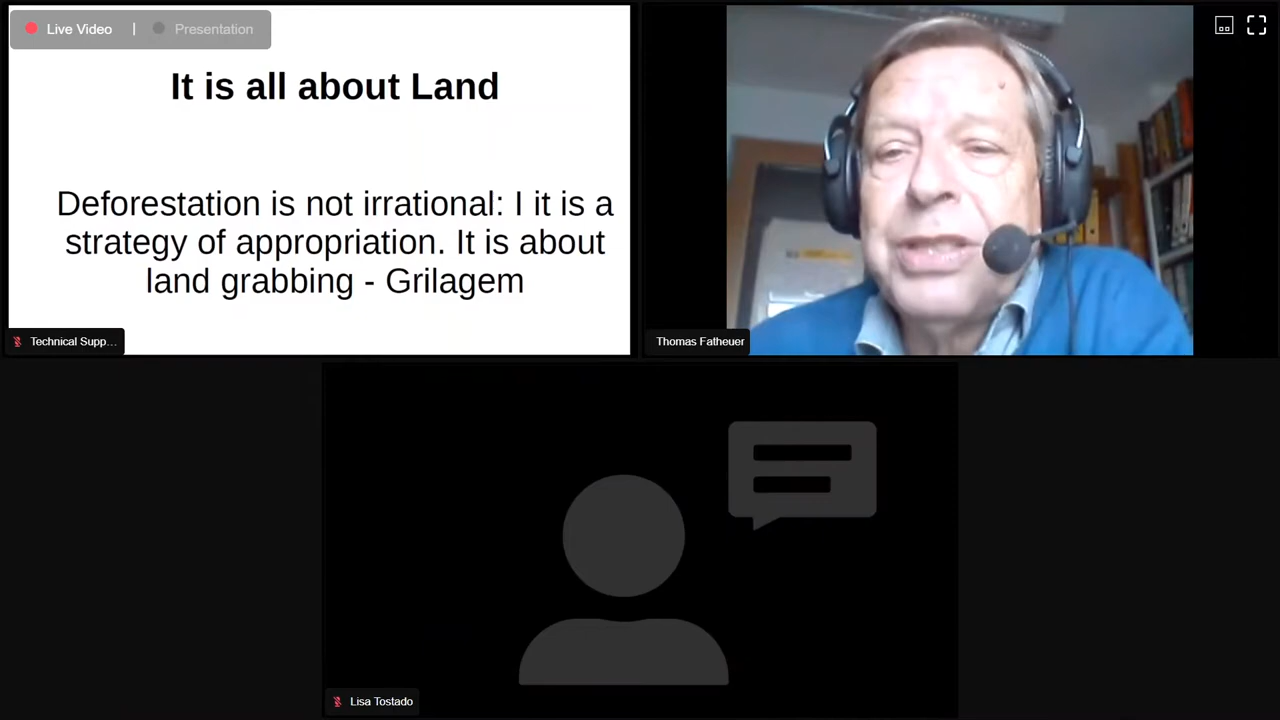 Live Video | Presentation
It is all about Land
Deforestation is not irrational: I it is a
strategy of appropriation. It is about
land grabbing - Grilagem
Technical Supp...
Thomas Fatheuer
Lisa Tostado